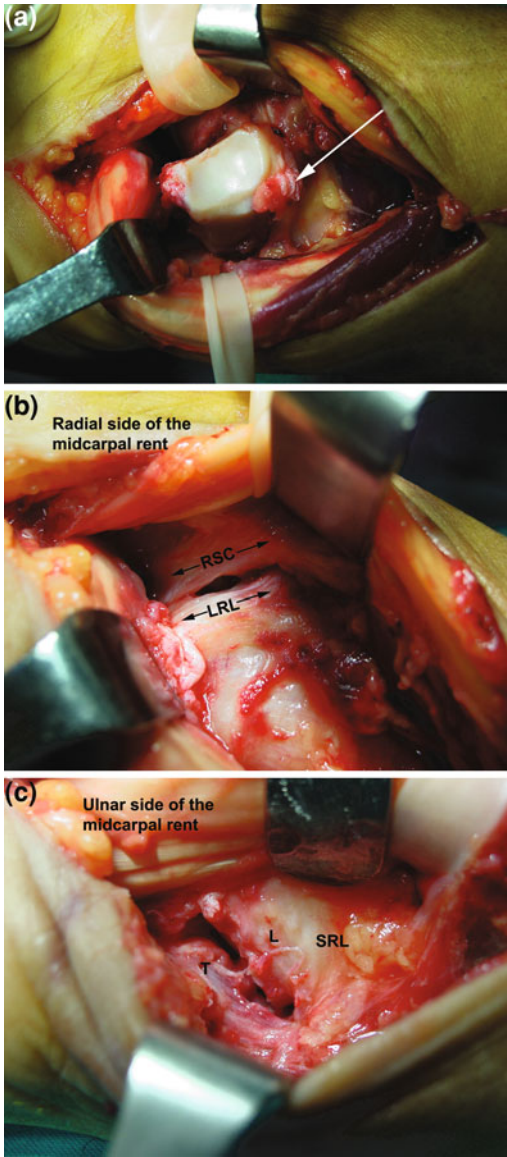 (a)
(b)
Radial side of the
midcarpal rent
RSC
LRL
(c)
Ulnar side of the
midcarpal rent
L
SRL
T